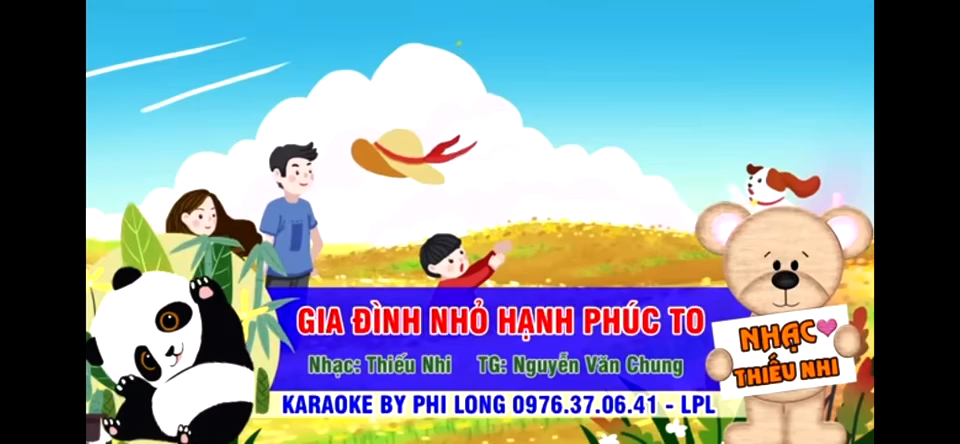 GIA ĐÌNH NHỎ HẠNH PHÚC TO
Nhạc: Thiếu Nhi TG: Nguyễn Văn Chung
KARAOKE BY PHI LONG 0976.37.06.41 - LPL
NHẠC
THIẾU NHI